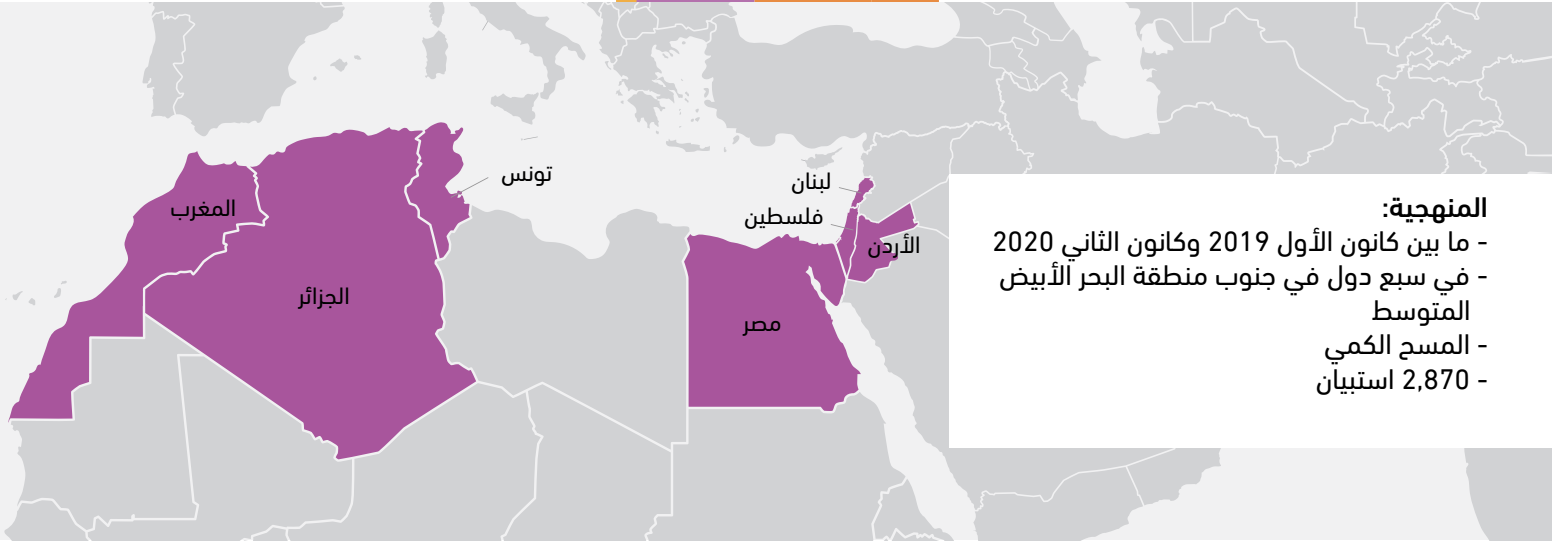 تونس
لبنان
المغرب
فلسطين
الأردن
الجزائر
مصر
المنهجية:
- ما بين كانون الأول 2019 وكانون الثاني 2020
- في سبع دول في جنوب منطقة البحر الأبيض
المتوسط
- المسح الكمي
- 2,870 استبيان